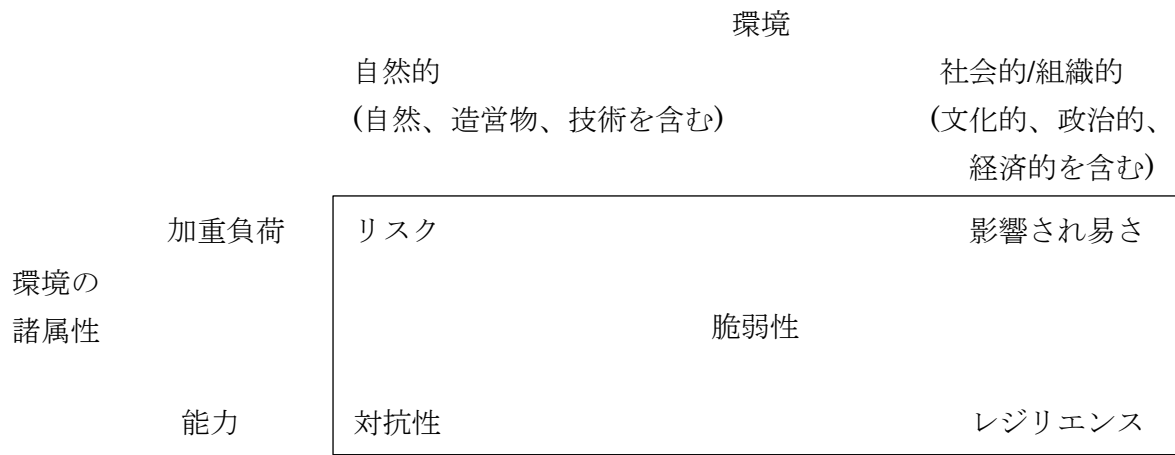 環境
自然的 社会的/組織的
(自然、造営物、技術を含む) (文化的、政治的、
経済的を含む)
加重負荷 リスク 影響され易さ
環境の
諸属性
脆弱性
能力 対抗性 レジリエンス